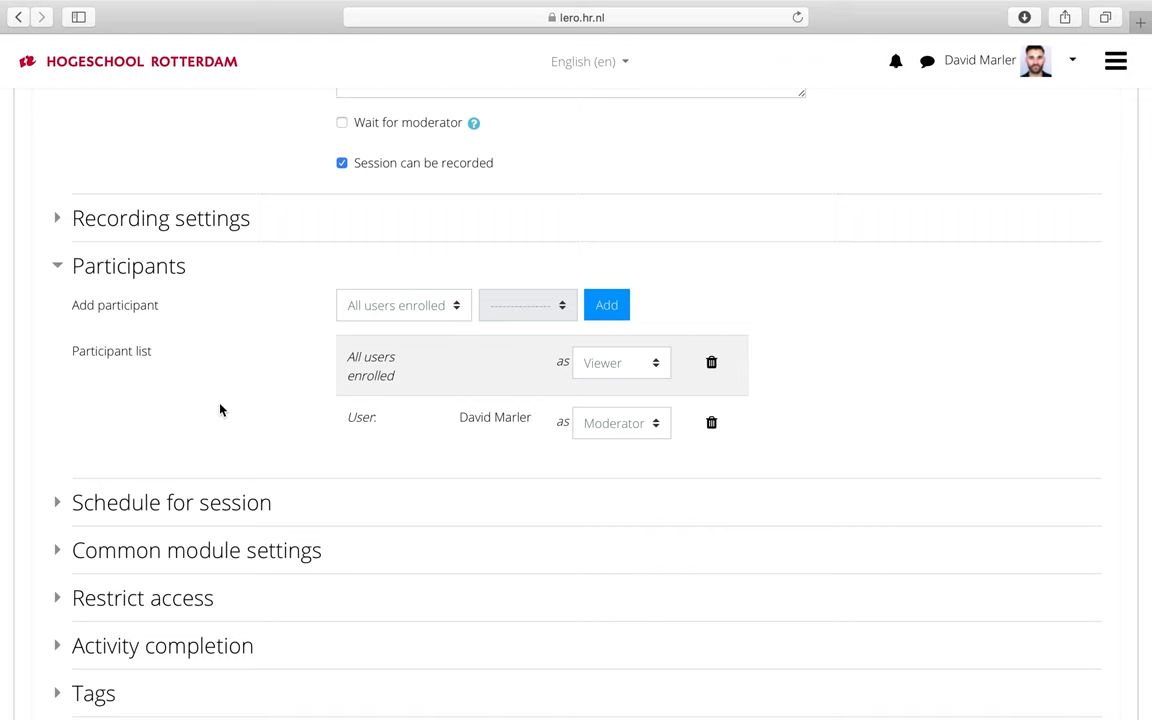 lero.hr.nl
HOGESCHOOL ROTTERDAM
English (en)
David Marler
Wait for moderator ?
Session can be recorded
Recording settings
Participants
Add participant
All users enrolled
---------------
Add
Participant list
All users
enrolled
as
Viewer
User:
David Marler
as
Moderator
Schedule for session
Common module settings
Restrict access
Activity completion
Tags